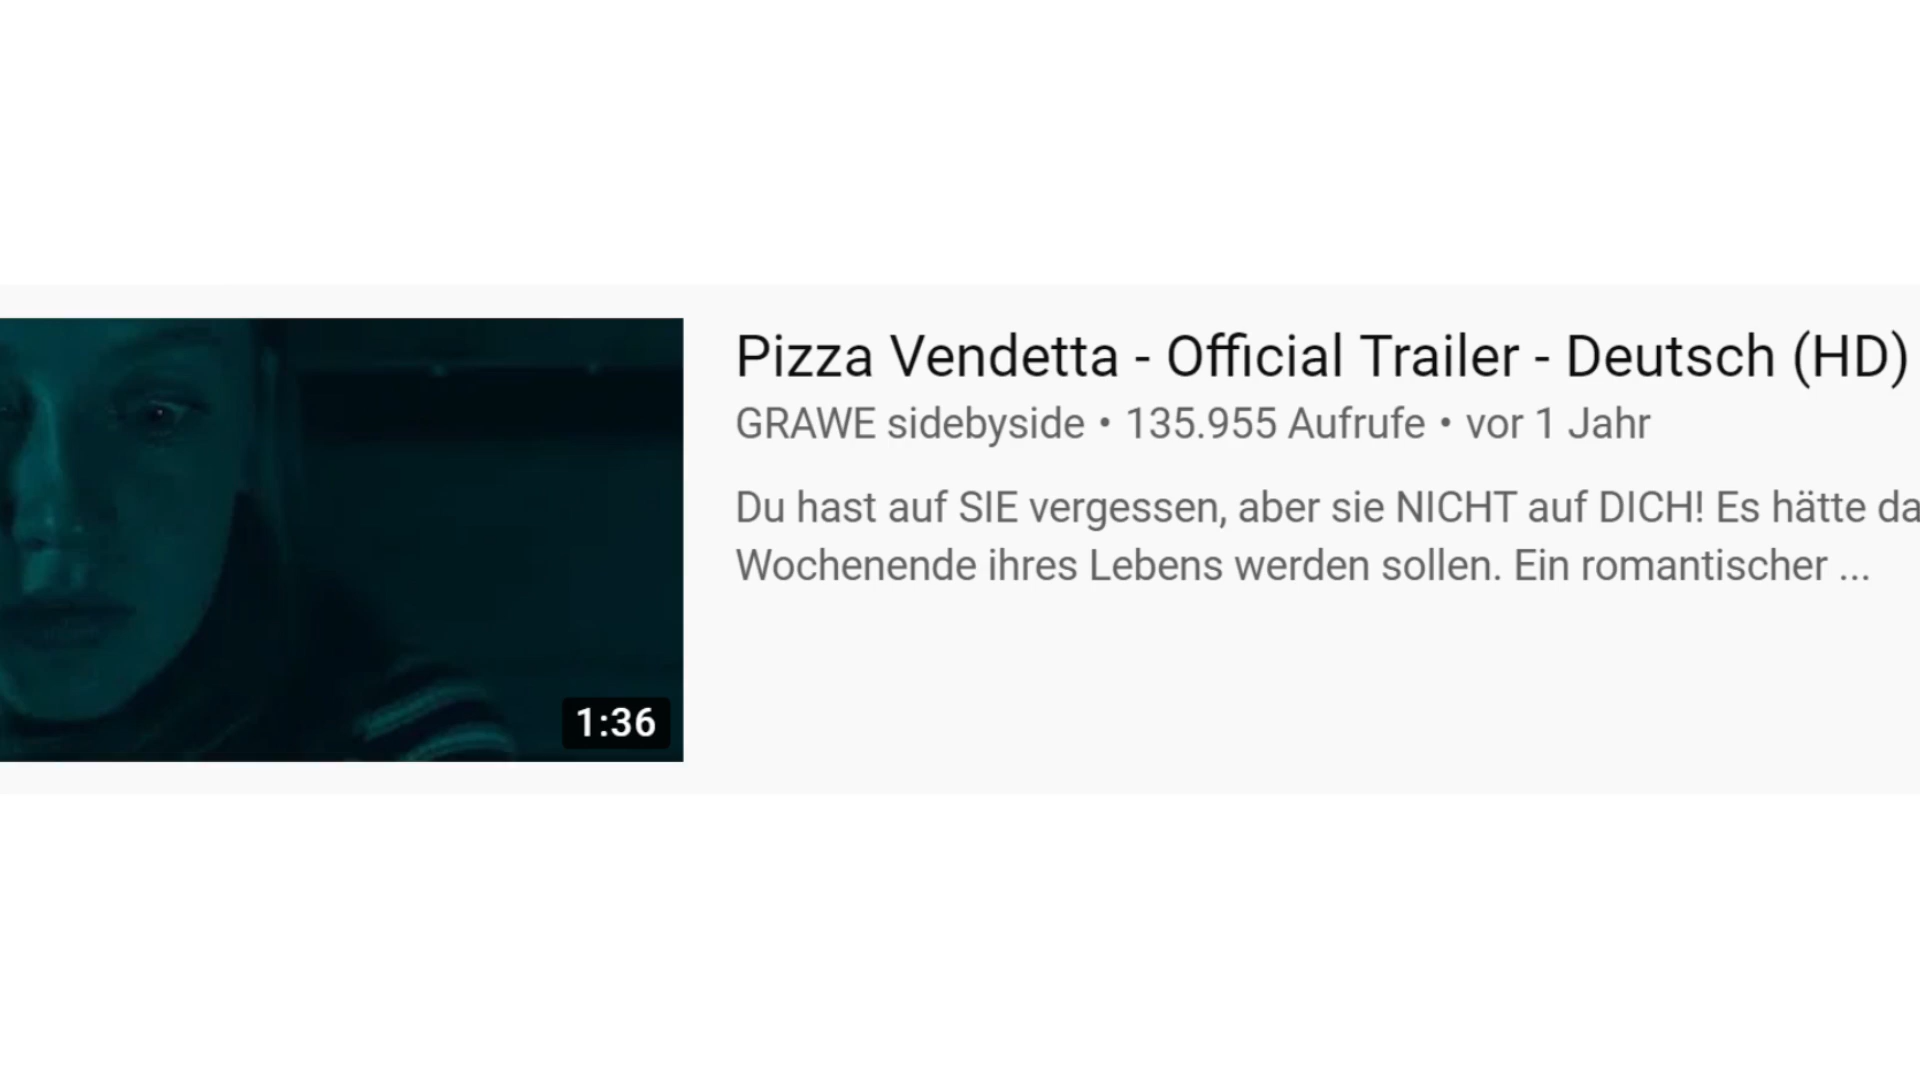 Pizza Vendetta - Official Trailer - Deutsch (HD)
GRAWE sidebyside • 135.955 Aufrufe • vor 1 Jahr
Du hast auf SIE vergessen, aber sie NICHT auf DICH! Es hätte
Wochenende ihres Lebens werden sollen. Ein romantischer ...
1:36